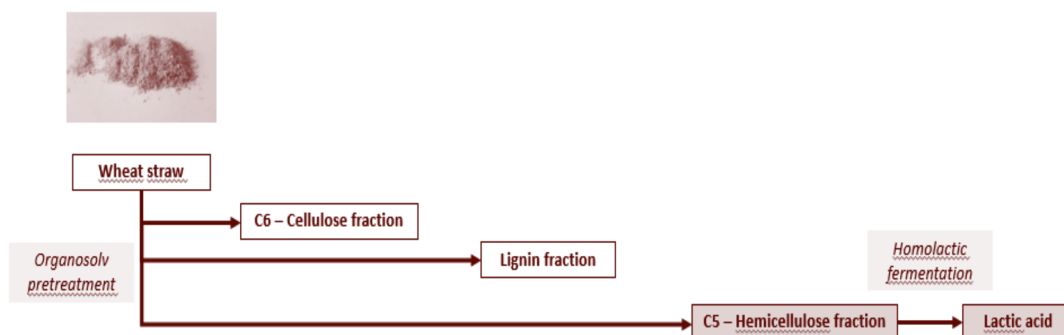 Wheat straw
C6 – Cellulose fraction
Organosolv
pretreatment
Lignin fraction
Homolactic
fermentation
C5 – Hemicellulose fraction
Lactic acid